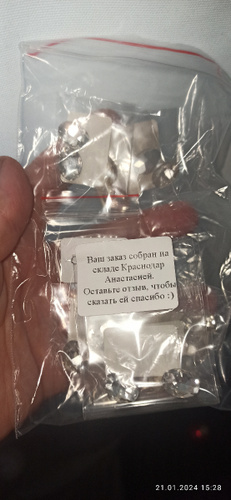 Ваш заказ собран на
складе Краснодар
Анастасией.
Оставьте отзыв, чтобы
сказать ей спасибо :)
21.01.2024 15:28